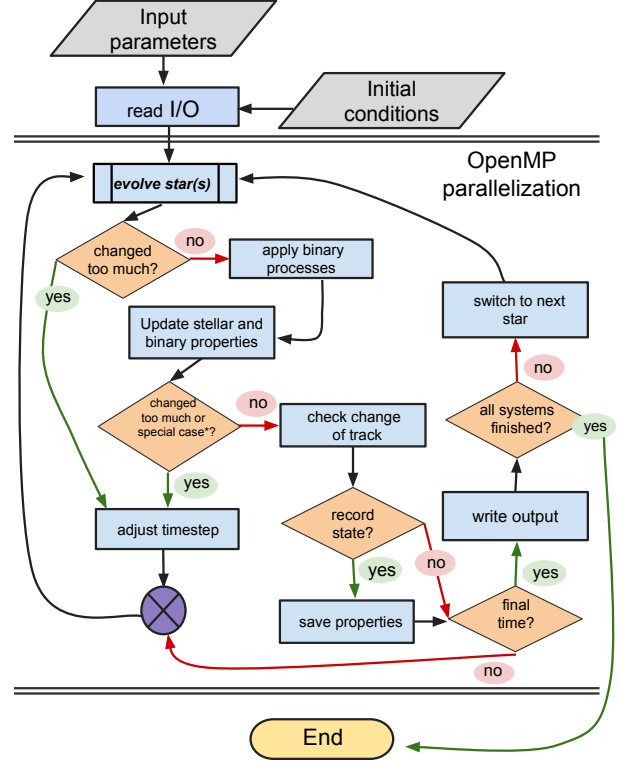 Input
parameters
Initial
conditions
read I/O
OpenMP
parallelization
evolve star(s)
changed
too much?
no
apply binary
processes
yes
switch to next
star
Update stellar and
binary properties
no
changed
too much or
special case*?
no
check change
of track
all systems
finished?
yes
yes
record
state?
write output
adjust timestep
no
yes
yes
save properties
final
time?
no
End